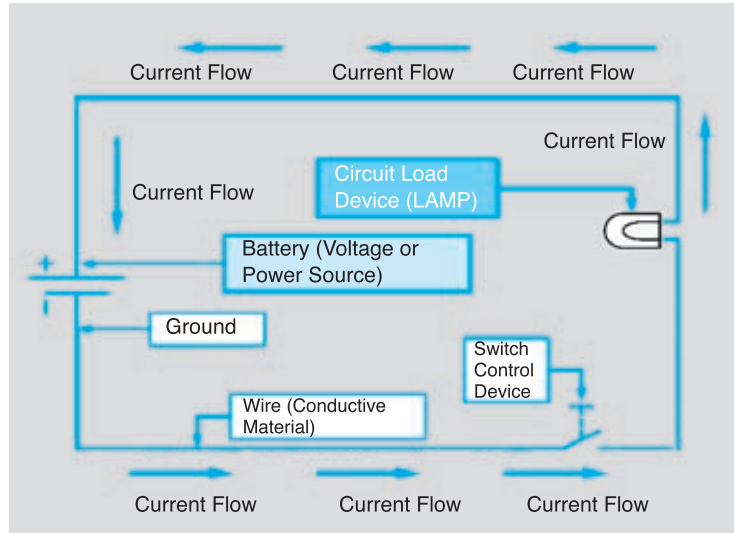 Current Flow
Current Flow
Current Flow
Current Flow
Circuit Load
Device (LAMP)
Current Flow
Battery (Voltage or
Power Source)
+
Ground
Switch
Control
Device
Wire (Conductive
Material)
Current Flow
Current Flow
Current Flow